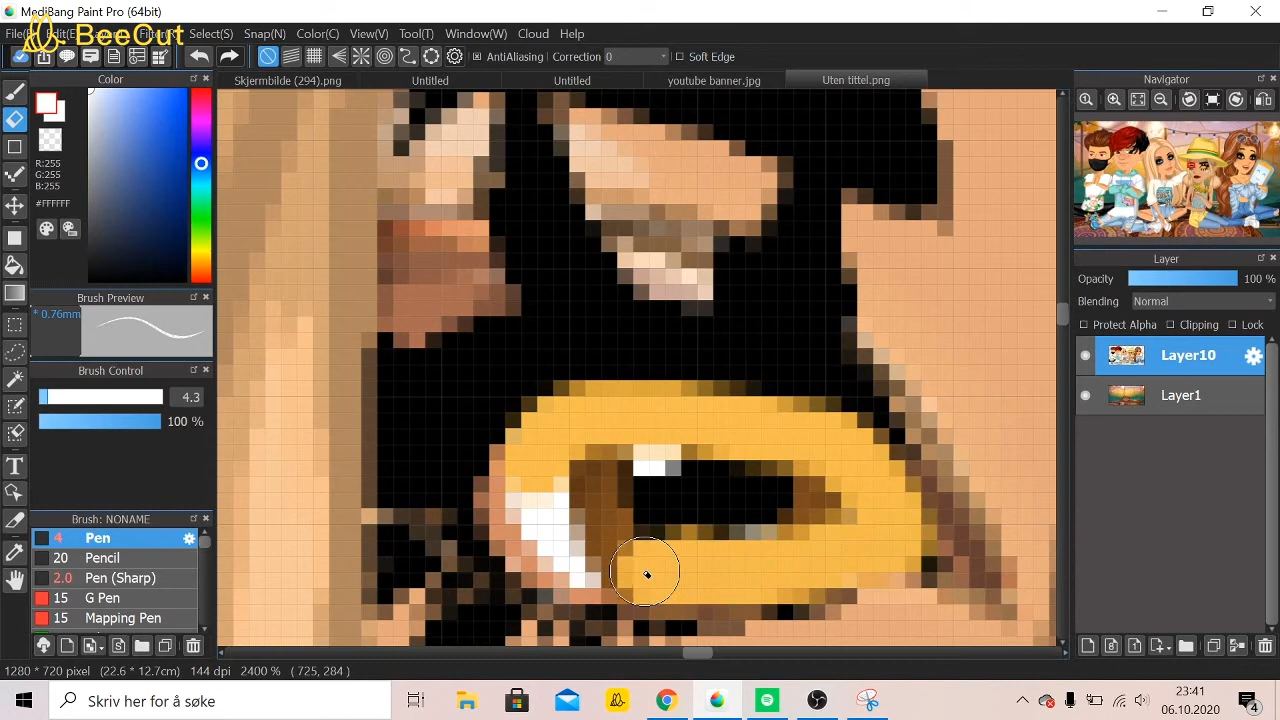 MediBang Paint Pro (64bit)
BeeCut
File(F) Edit(E) Select(S) Snap(N) Color(C) View(V) Tool(T) Window(W) Cloud Help
AntiAliasing Correction 0 Soft Edge
Skjermbilde (294).png Untitled Untitled youtube banner.jpg Uten tittel.png
Color
R:255
G:255
B:255
#FFFFFF
Brush Preview
* 0.76mm
Brush Control
4.3
100 %
Brush: NONAME
4 Pen
20 Pencil
2.0 Pen (Sharp)
15 G Pen
15 Mapping Pen
Navigator
Layer
Opacity 100 %
Blending Normal
Protect Alpha Clipping Lock
Layer10
Layer1
1280 * 720 pixel (22.6 * 12.7cm) 144 dpi 2400 % ( 725, 284 )
Skriv her for å søke
23:41
06.10.2020
4